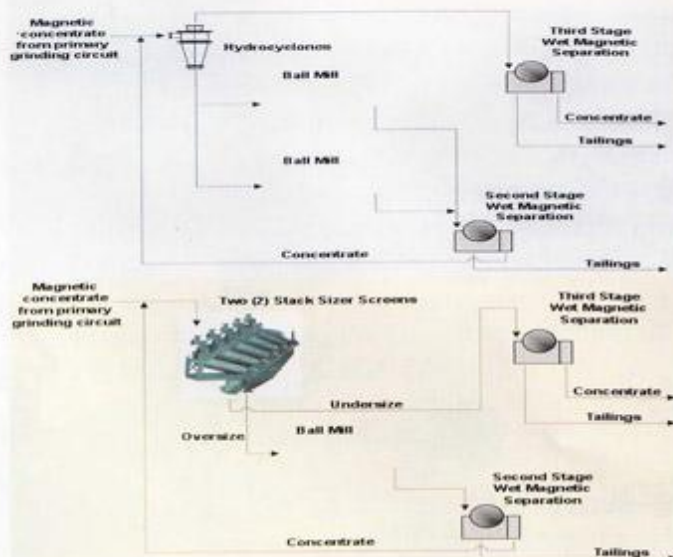 Magnetic
concentrate
from primary
grinding circuit
Hydrocyclones
Ball Mill
Third Stage
Wet Magnetic
Separation
Concentrate
Tailings
Ball Mill
Second Stage
Wet Magnetic
Separation
Concentrate
Tailings
Magnetic
concentrate
from primary
grinding circuit
Two (2) Stack Sizer Screens
Third Stage
Wet Magnetic
Separation
Concentrate
Undersize
Tailings
Oversize
Ball Mill
Second Stage
Wet Magnetic
Separation
Concentrate
Tailings